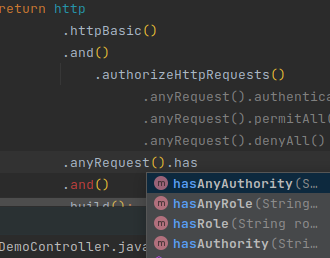 return http
.httpBasic()
.and()
.authorizeHttpRequests()
.anyRequest().authentica
.anyRequest().permitAll()
.anyRequest().denyAll()
.anyRequest().has
m hasAnyAuthority(S…
.and()
m hasAnyRole(String…
.build();
m hasRole(String ro…
DemoController.java
m hasAuthority(Stri…